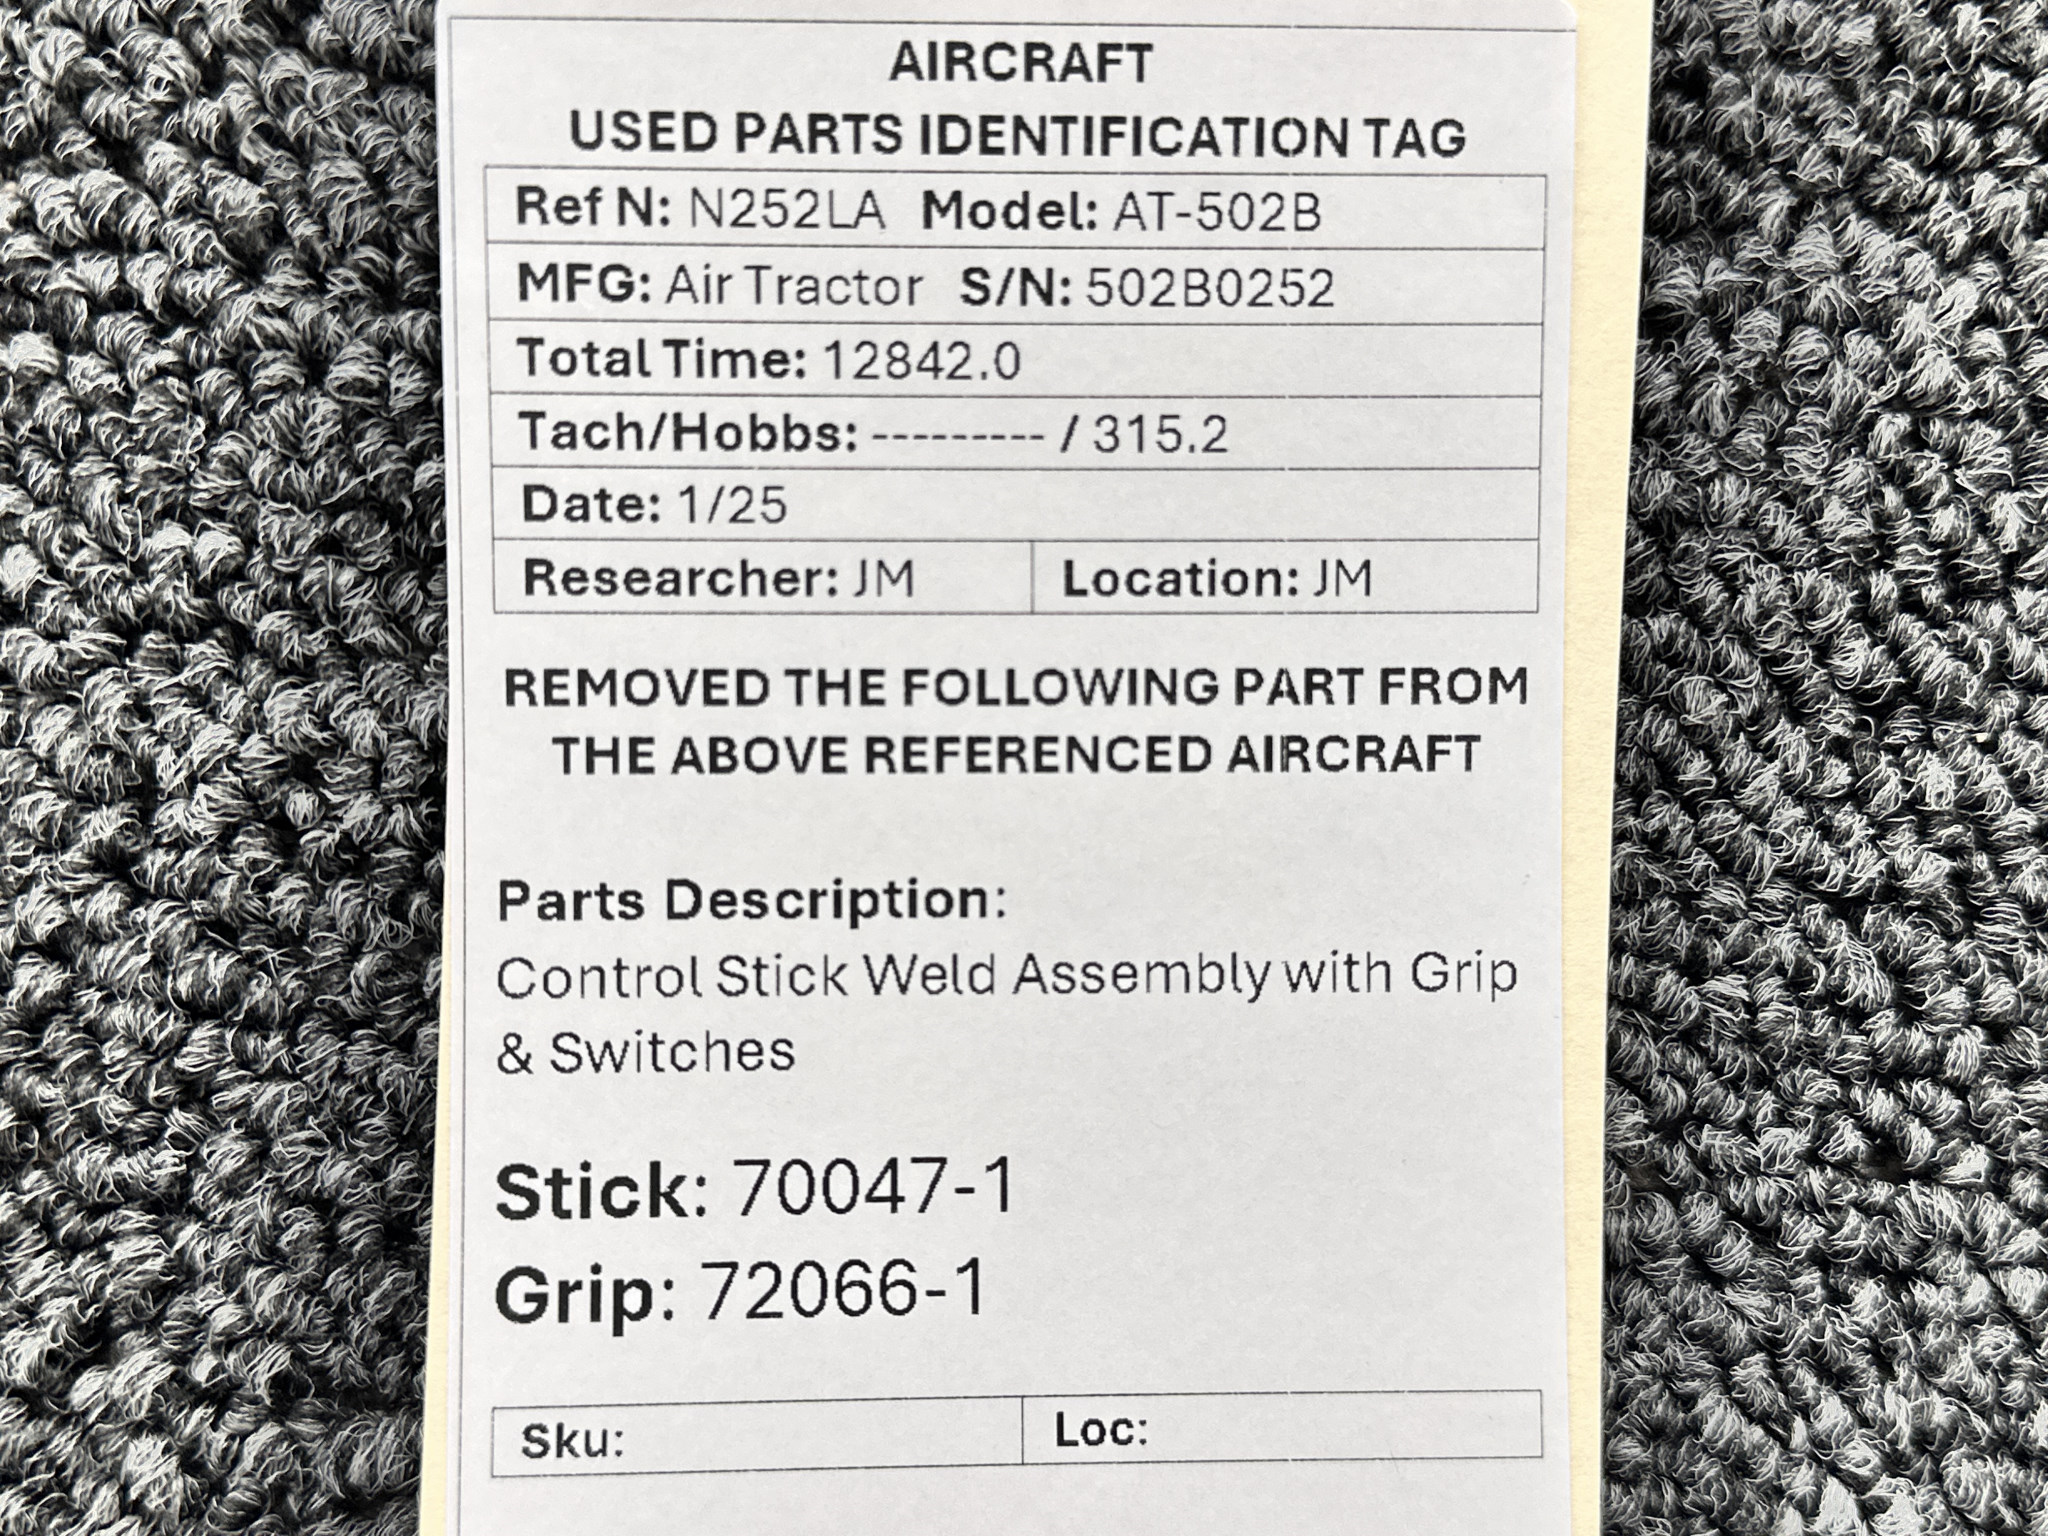 AIRCRAFT
USED PARTS IDENTIFICATION TAG
Ref N: N252LA Model: AT-502B
MFG: Air Tractor S/N: 502B0252
Total Time: 12842.0
Tach/Hobbs: --------- / 315.2
Date: 1/25
Researcher: JM Location: JM
REMOVED THE FOLLOWING PART FROM
THE ABOVE REFERENCED AIRCRAFT
Parts Description:
Control Stick Weld Assembly with Grip
& Switches
Stick: 70047-1
Grip: 72066-1
Sku: Loc: